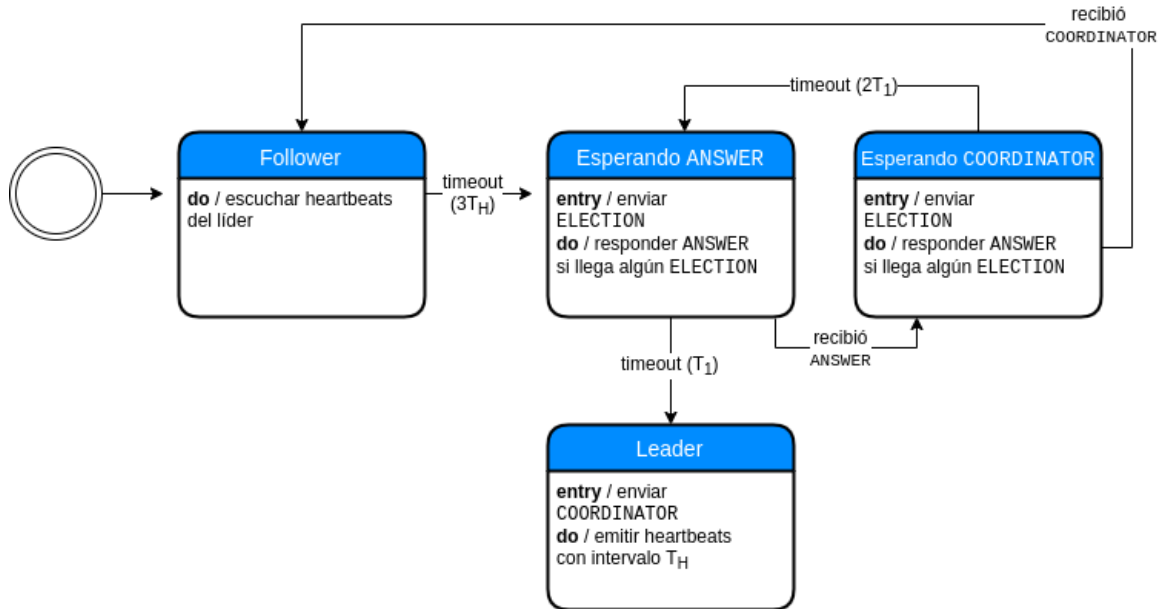 recibió
COORDINATOR
timeout (2T1)
Follower
do / escuchar heartbeats
del líder
timeout
(3TH)
Esperando ANSWER
entry / enviar
ELECTION
do / responder ANSWER
si llega algún ELECTION
Esperando COORDINATOR
entry / enviar
ELECTION
do / responder ANSWER
si llega algún ELECTION
recibió
ANSWER
timeout (T1)
Leader
entry / enviar
COORDINATOR
do / emitir heartbeats
con intervalo TH